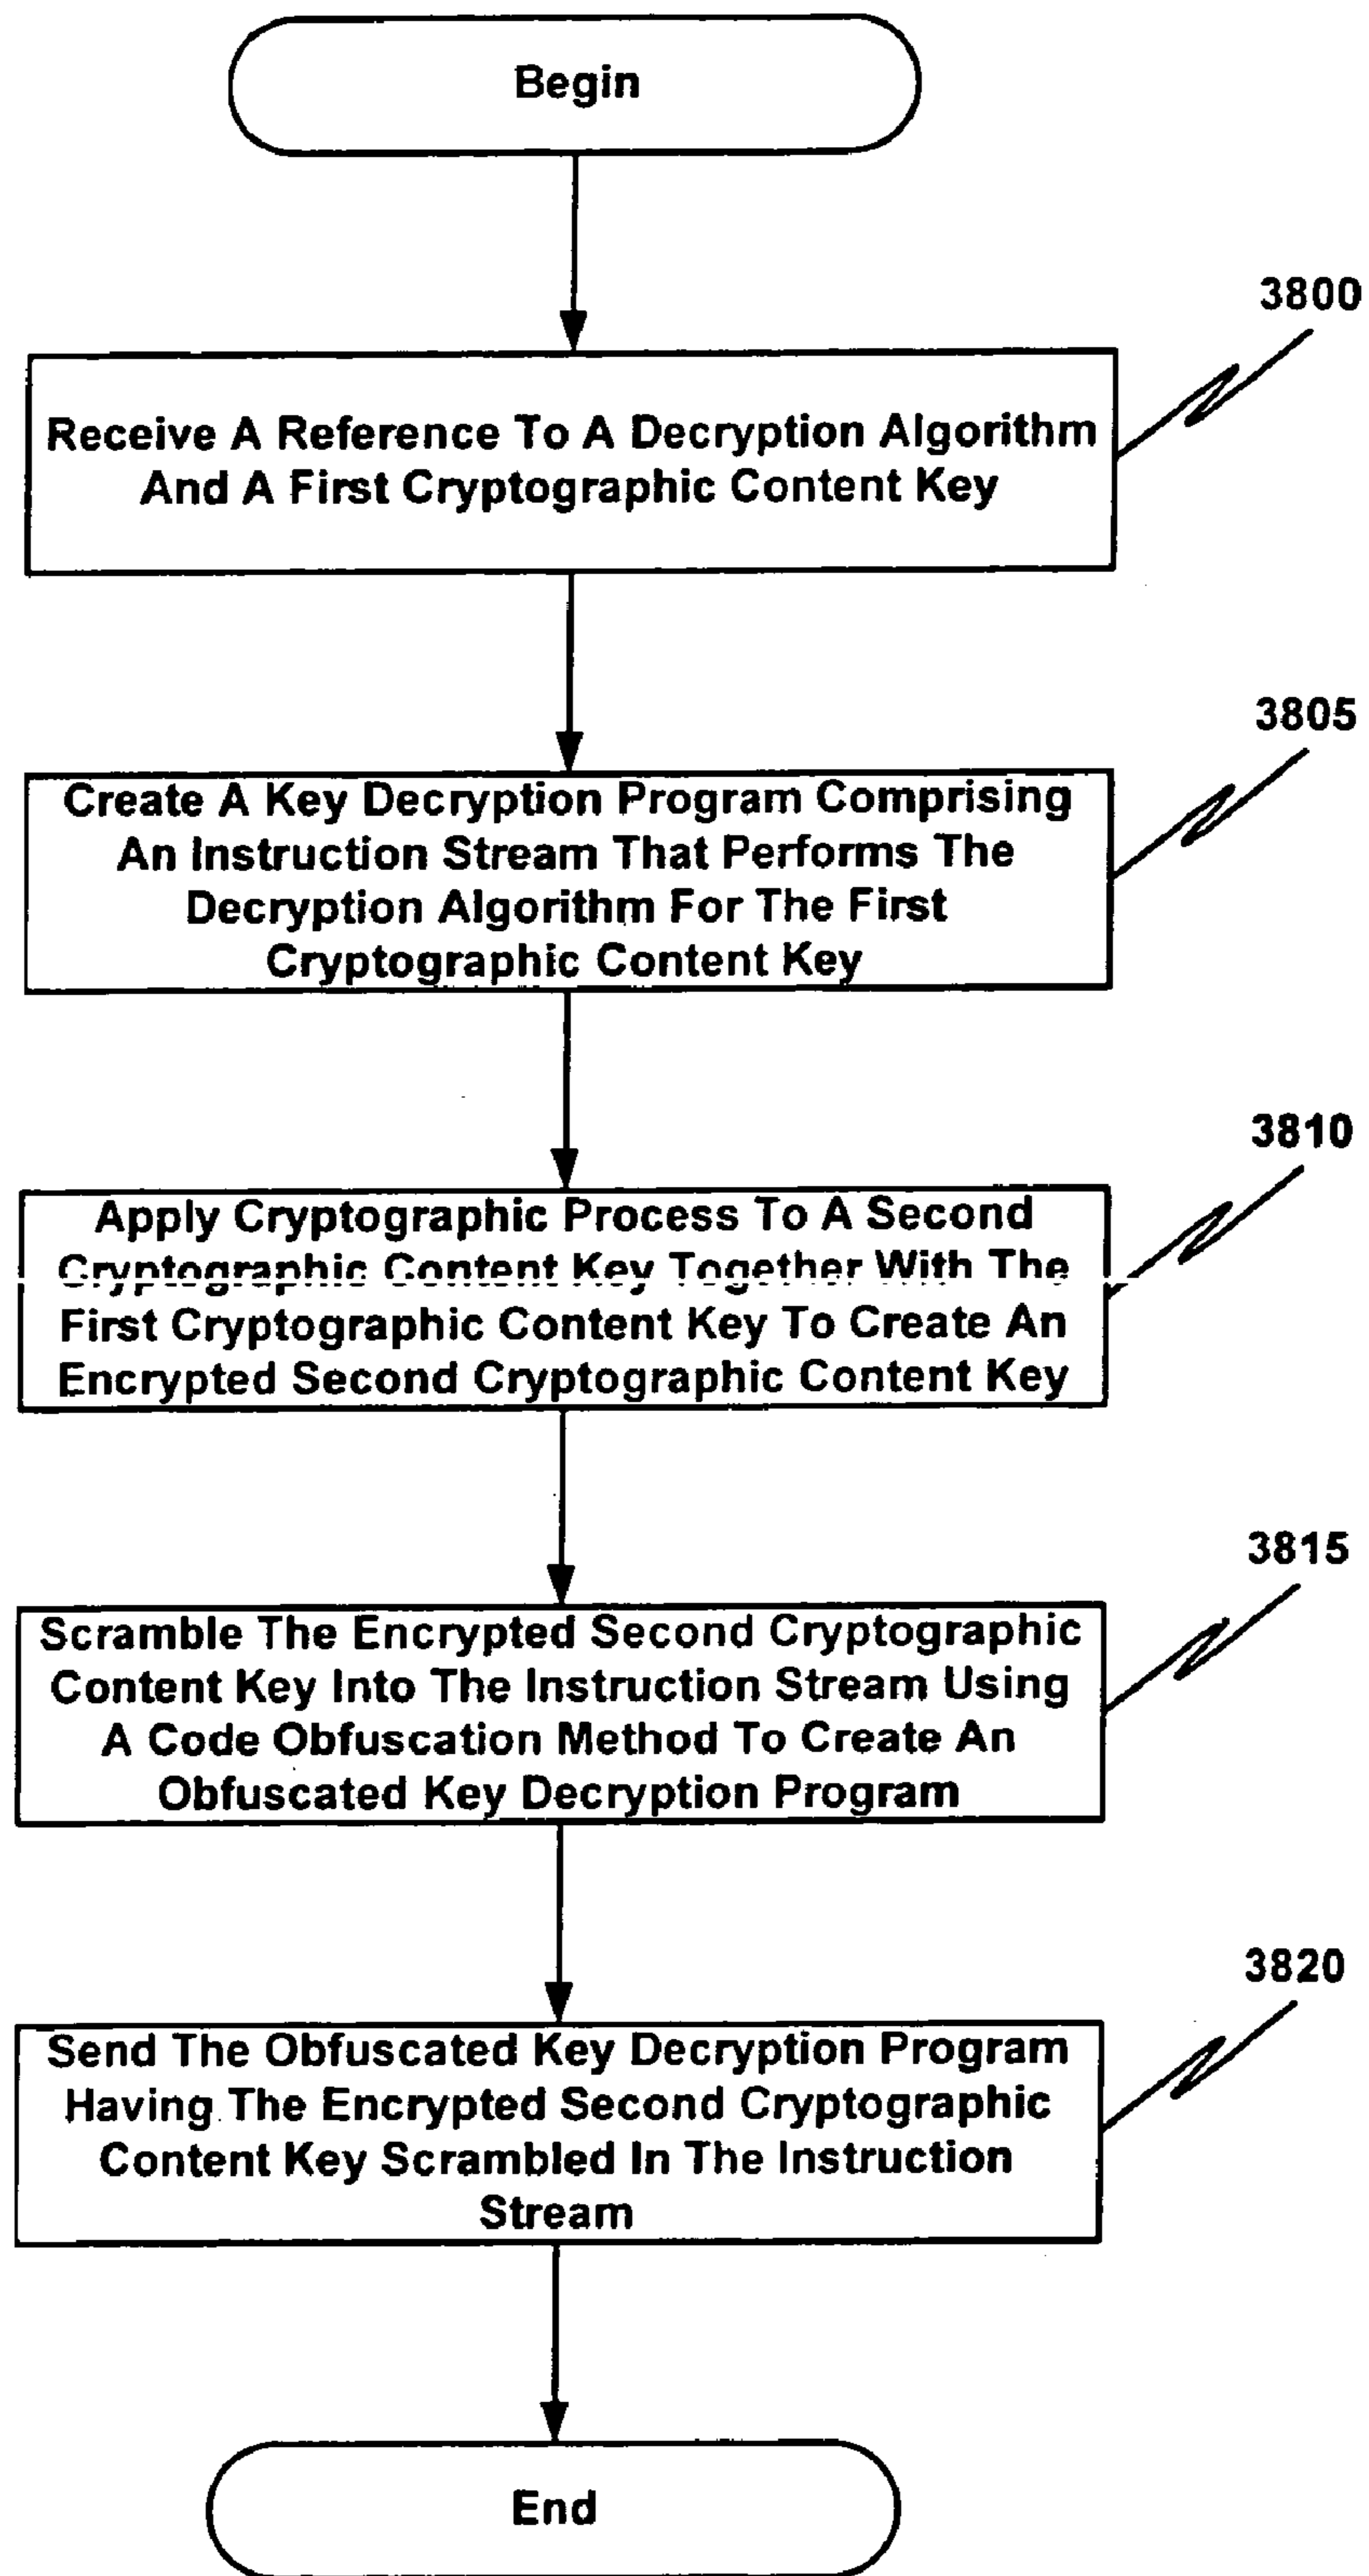 Begin
3800
Receive A Reference To A Decryption Algorithm
And A First Cryptographic Content Key
3805
Create A Key Decryption Program Comprising
An Instruction Stream That Performs The
Decryption Algorithm For The First
Cryptographic Content Key
3810
Apply Cryptographic Process To A Second
Cryptographic Content Key Together With The
First Cryptographic Content Key To Create An
Encrypted Second Cryptographic Content Key
3815
Scramble The Encrypted Second Cryptographic
Content Key Into The Instruction Stream Using
A Code Obfuscation Method To Create An
Obfuscated Key Decryption Program
3820
Send The Obfuscated Key Decryption Program
Having The Encrypted Second Cryptographic
Content Key Scrambled In The Instruction
Stream
End